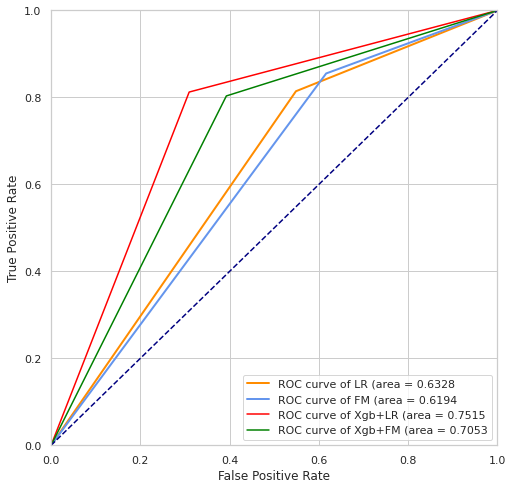 1.0
0.8
0.6
0.4
0.2
0.0
True Positive Rate
0.0 0.2 0.4 0.6 0.8 1.0
False Positive Rate
ROC curve of LR (area = 0.6328
ROC curve of FM (area = 0.6194
ROC curve of Xgb+LR (area = 0.7515
ROC curve of Xgb+FM (area = 0.7053